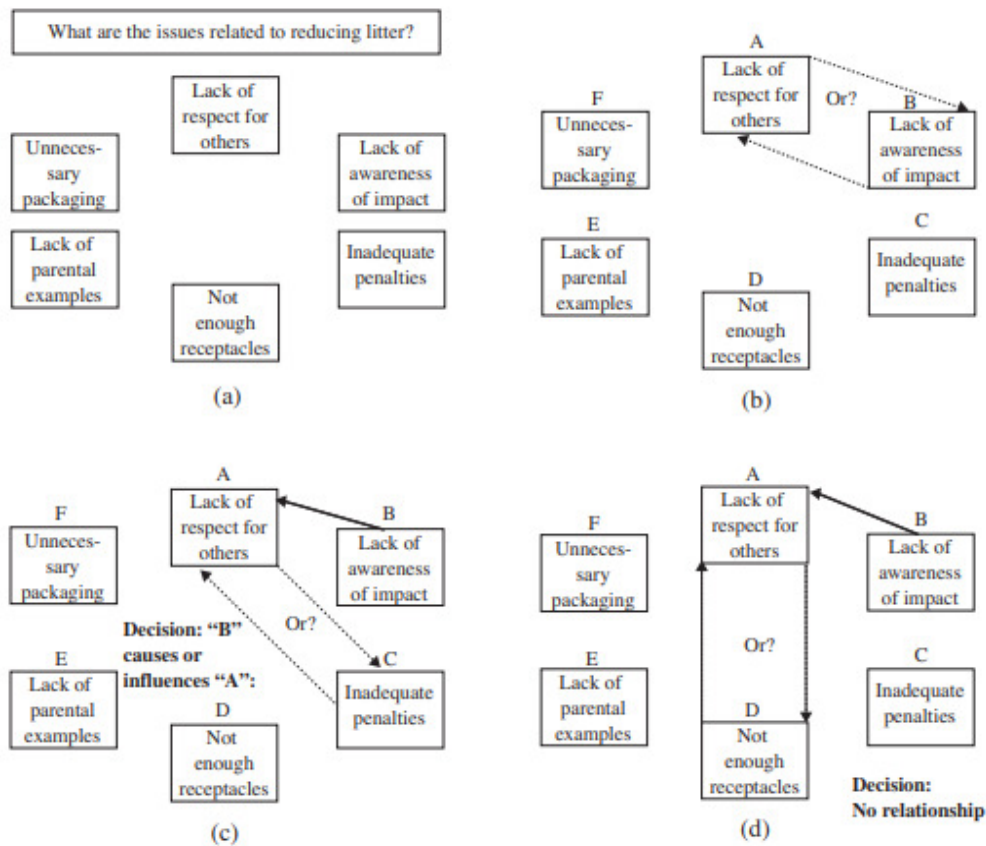 What are the issues related to reducing litter?
Lack of
respect for
others
Unneces-
sary
packaging
Lack of
awareness
of impact
Lack of
parental
examples
Inadequate
penalties
Not
enough
receptacles
(a)
A
Lack of
respect for
others
Or?
F
Unneces-
sary
packaging
B
Lack of
awareness
of impact
E
Lack of
parental
examples
C
Inadequate
penalties
D
Not
enough
receptacles
(b)
A
Lack of
respect for
others
F
Unneces-
sary
packaging
B
Lack of
awareness
of impact
Or?
Decision: “B”
causes or
influences “A”:
E
Lack of
parental
examples
C
Inadequate
penalties
D
Not
enough
receptacles
(c)
A
Lack of
respect for
others
F
Unneces-
sary
packaging
B
Lack of
awareness
of impact
Or?
E
Lack of
parental
examples
C
Inadequate
penalties
D
Not
enough
receptacles
Decision:
No relationship
(d)